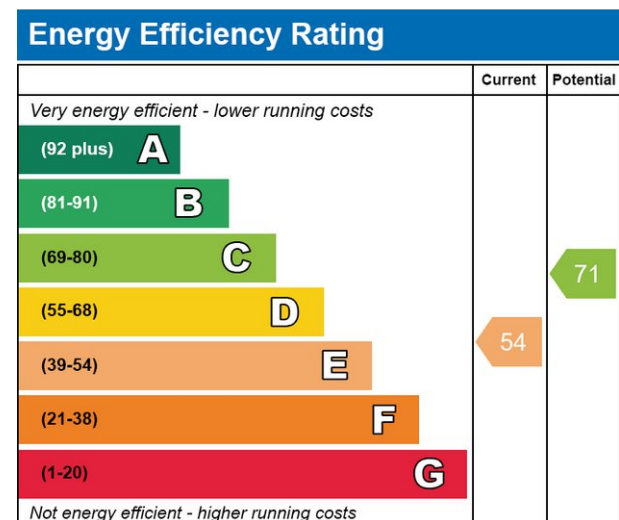 Energy Efficiency Rating
Current Potential
Very energy efficient - lower running costs
(92 plus) A
(81-91) B
(69-80) C
71
(55-68) D
54
(39-54) E
(21-38) F
(1-20) G
Not energy efficient - higher running costs